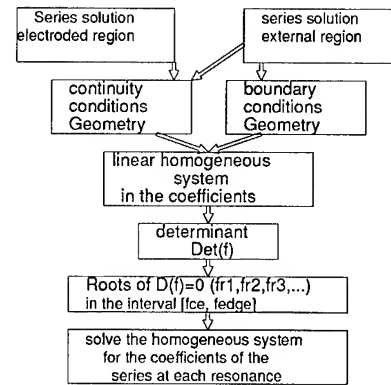 Series solution
electroded region
series solution
external region
continuity
conditions
Geometry
boundary
conditions
Geometry
linear homogeneous
system
in the coefficients
determinant
Det(f)
Roots of D(f)=0 (fr1,fr2,fr3,...)
in the interval [fce, fedge]
solve the homogeneous system
for the coefficients of the
series at each resonance